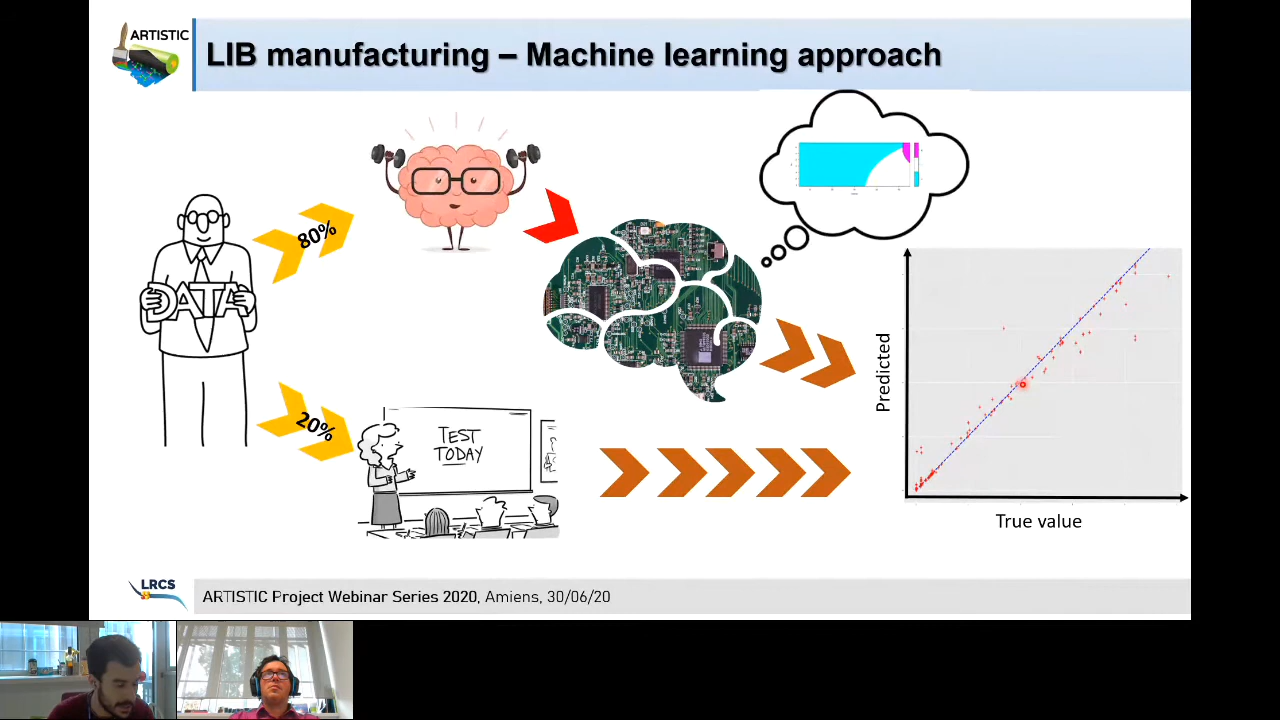 ARTISTIC
LIB manufacturing – Machine learning approach
80%
DATA
20%
TEST
TODAY
Predicted
True value
LRCS
ARTISTIC Project Webinar Series 2020, Amiens, 30/06/20